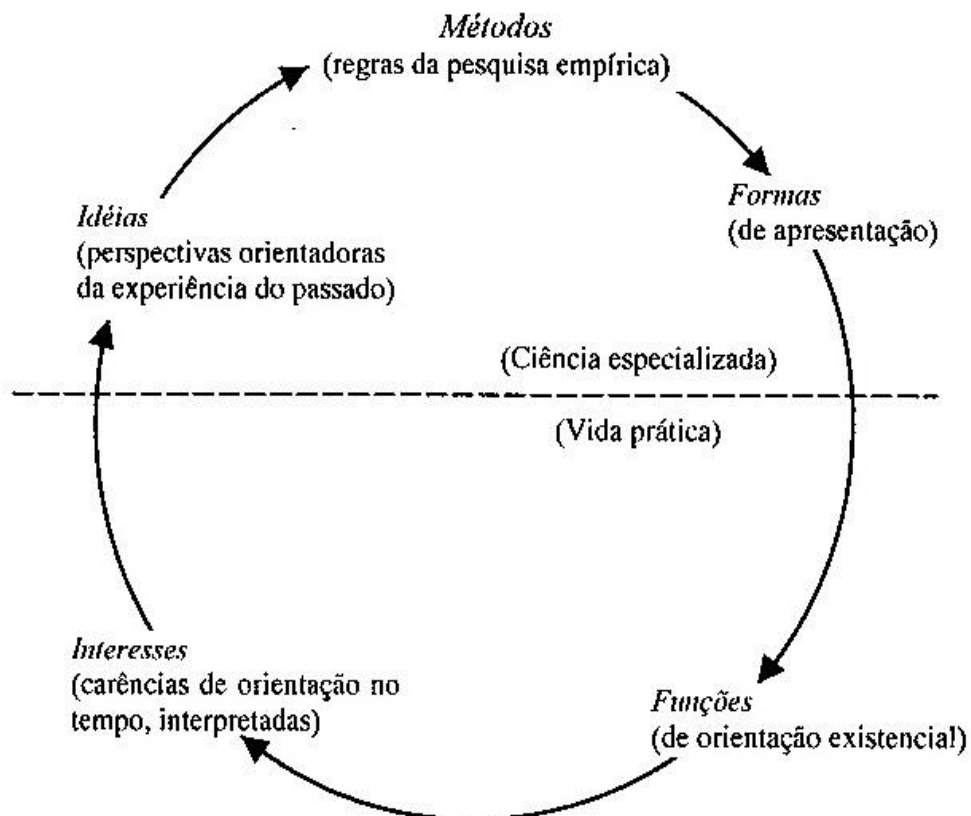 Métodos
(regras da pesquisa empírica)
Formas
(de apresentação)
Idéias
(perspectivas orientadoras
da experiência do passado)
(Ciência especializada)
(Vida prática)
Interesses
(carências de orientação no
tempo, interpretadas)
Funções
(de orientação existencial)